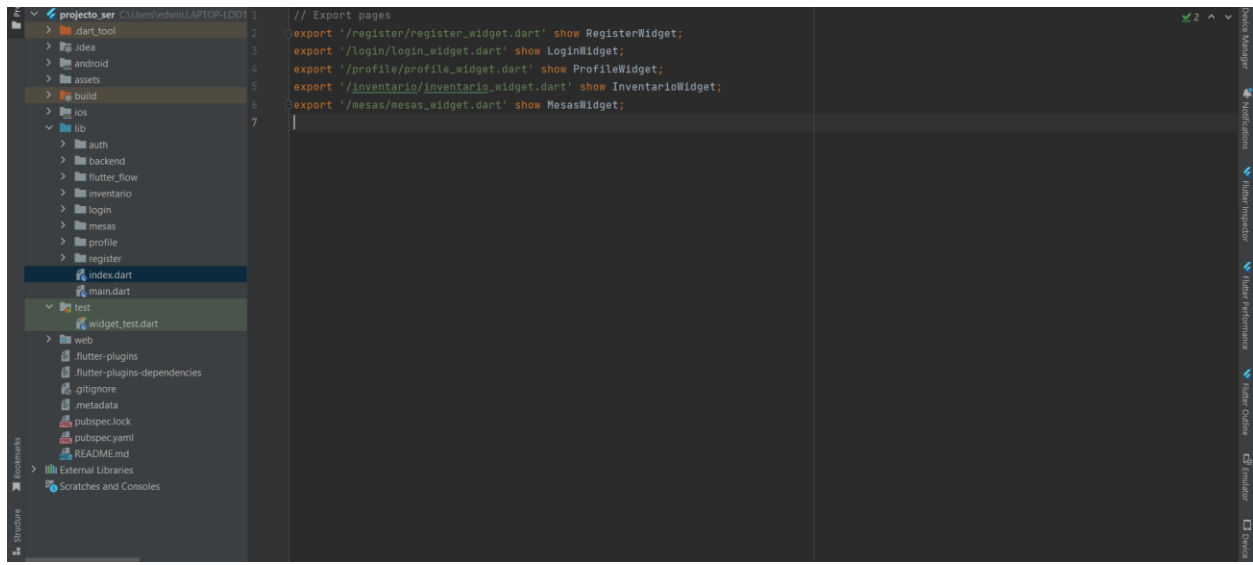 projecto_ser C:\Users\edwin.LAPTOP-LDD1
.dart_tool
.idea
android
assets
build
ios
lib
auth
backend
flutter_flow
inventario
login
mesas
profile
register
index.dart
main.dart
test
widget_test.dart
web
.flutter-plugins
.flutter-plugins-dependencies
.gitignore
.metadata
pubspec.lock
pubspec.yaml
README.md
External Libraries
Scratches and Consoles
Bookmarks
Structure
1 // Export pages
2 export '/register/register_widget.dart' show RegisterWidget;
3 export '/login/login_widget.dart' show LoginWidget;
4 export '/profile/profile_widget.dart' show ProfileWidget;
5 export '/inventario/inventario_widget.dart' show InventarioWidget;
6 export '/mesas/mesas_widget.dart' show MesasWidget;
7
2
Device Manager
Notifications
Flutter Inspector
Flutter Performance
Flutter Outline
Emulator
Device